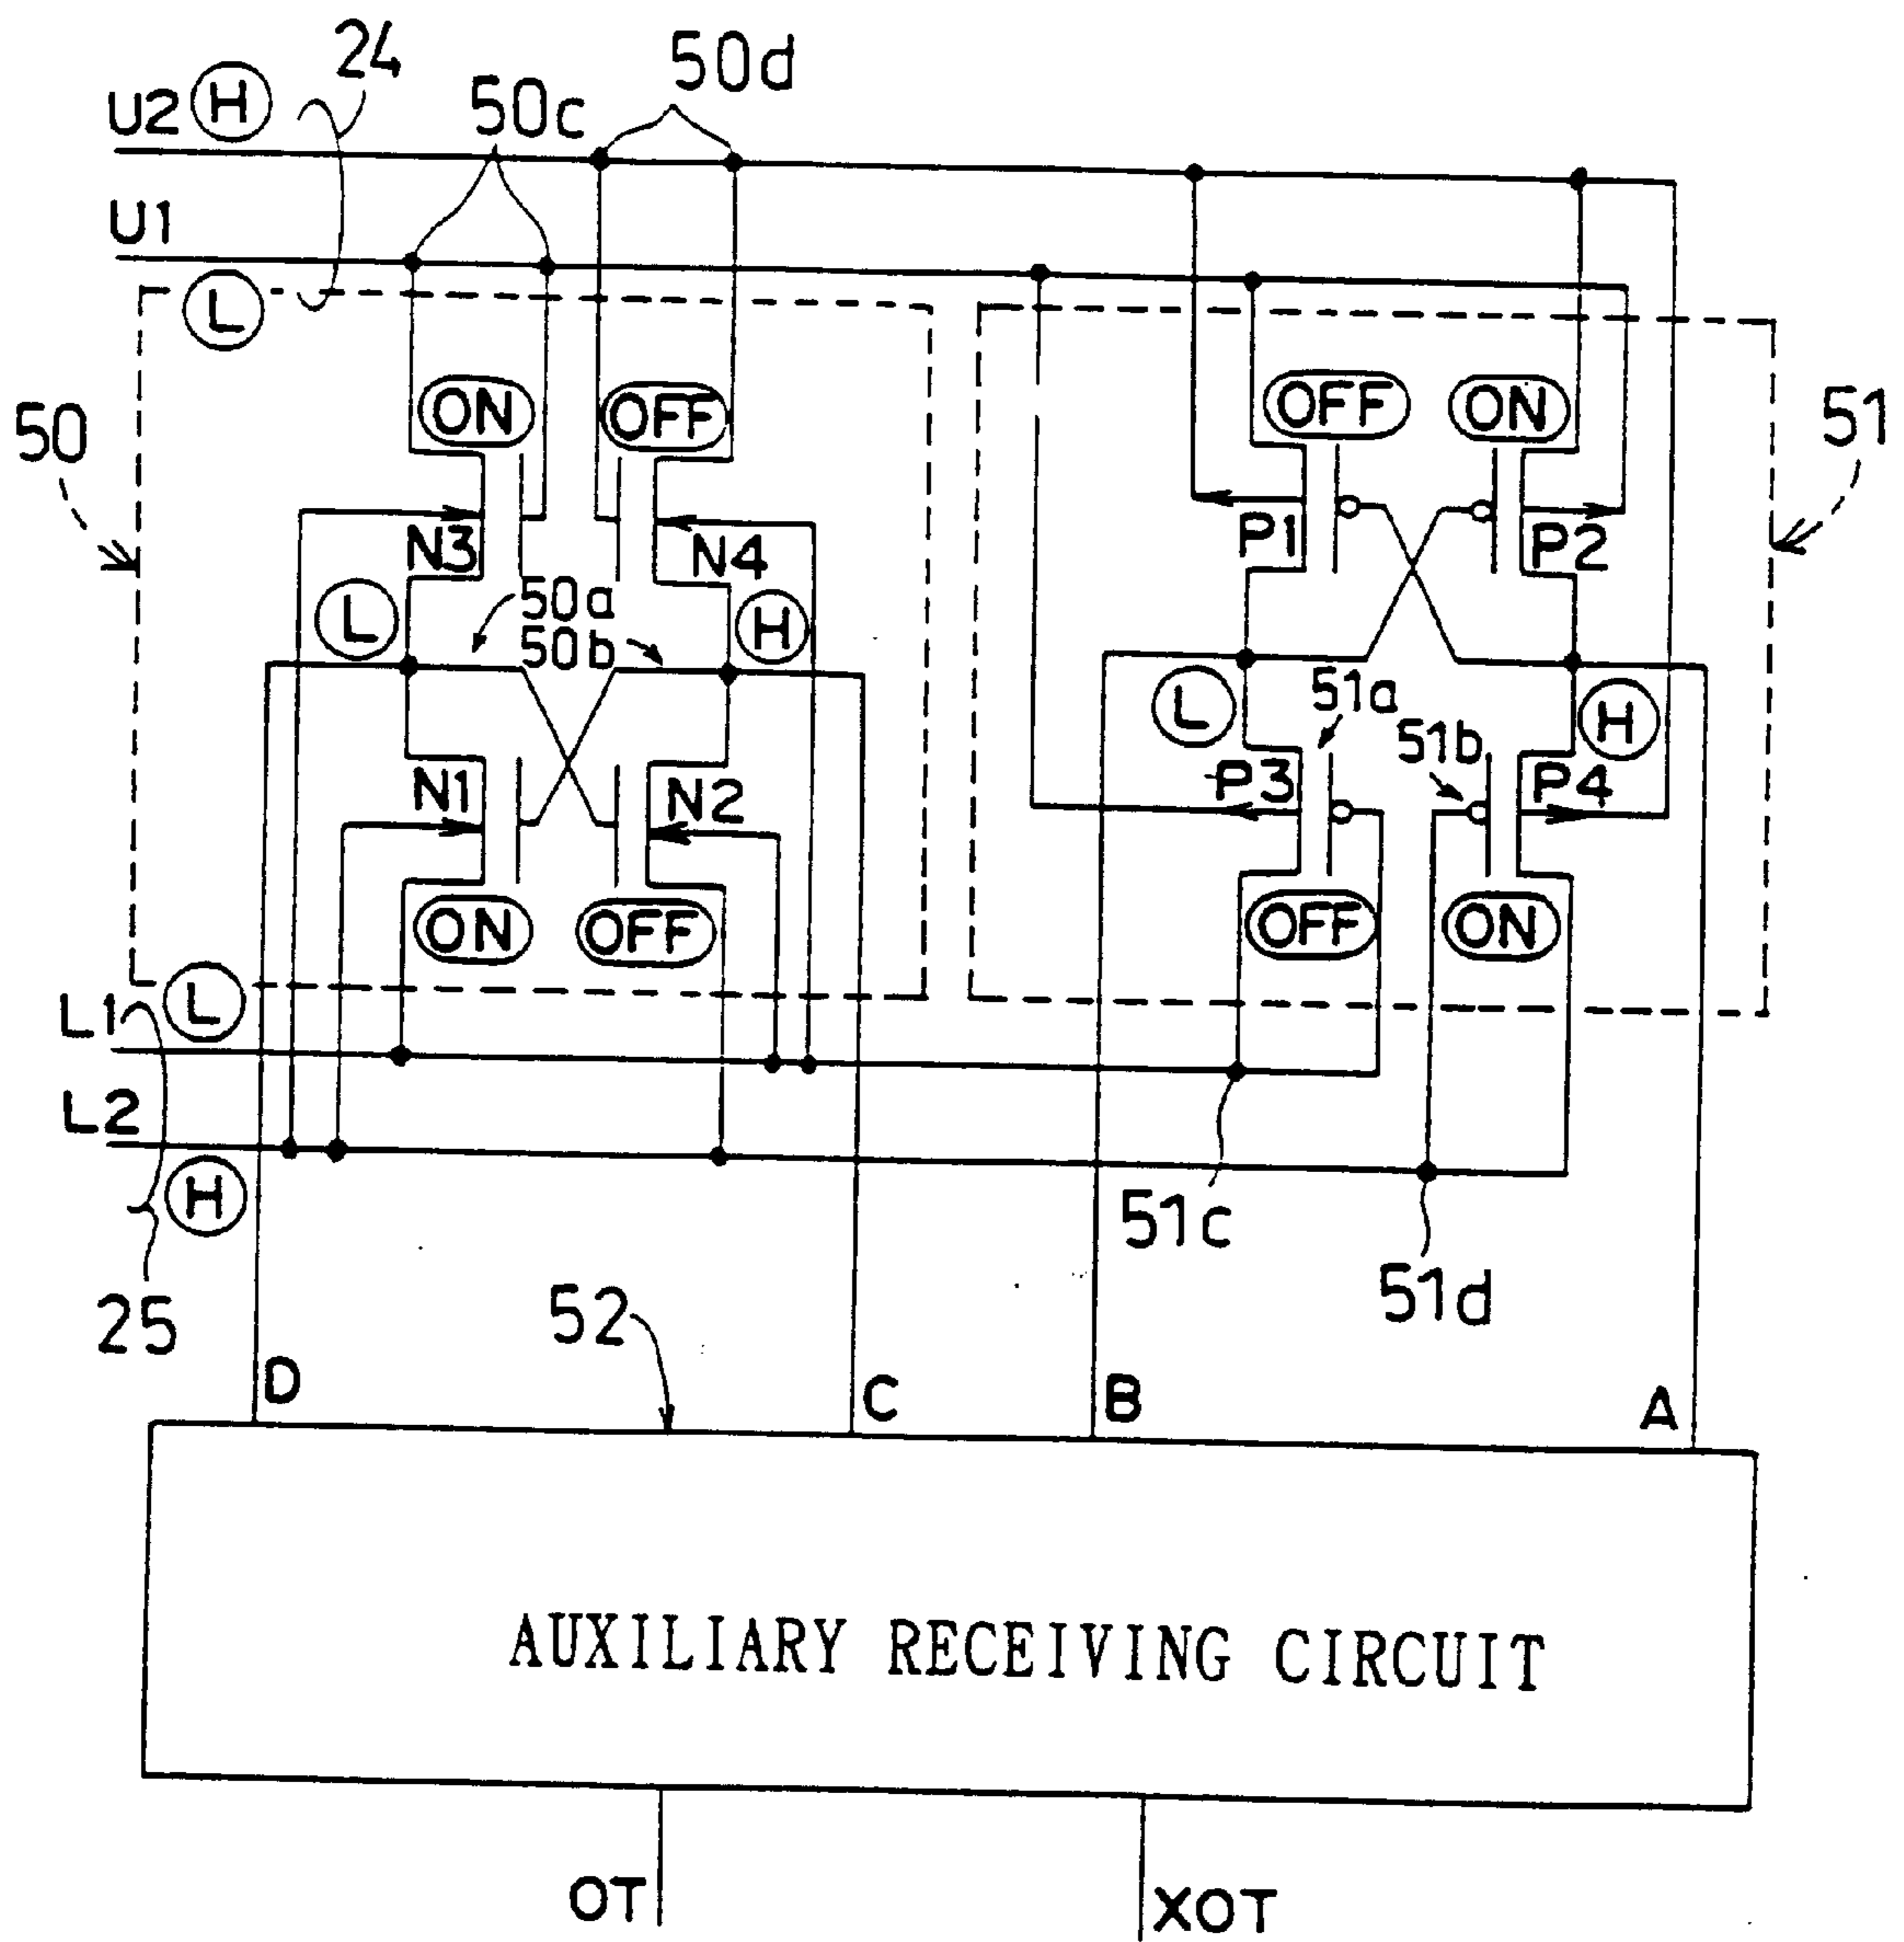 24
50d
U2 H
50c
U1
L
ON
OFF
OFF
ON
50
51
N3
N4
P1
P2
L
50a
50b
H
51a
L
51b
H
N1
N2
P3
P4
ON
OFF
OFF
ON
L1 L
L2
H
51c
51d
25
52
D
C
B
A
AUXILIARY RECEIVING CIRCUIT
OT
XOT